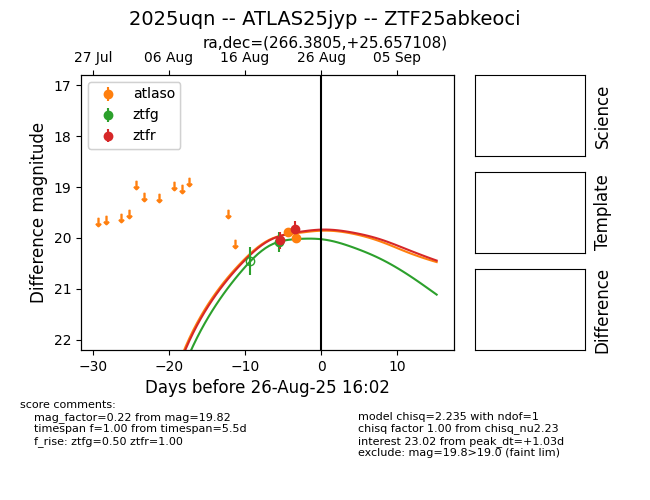 2025uqn -- ATLAS25jyp -- ZTF25abkeoci
ra,dec=(266.3805,+25.657108)
27 Jul 06 Aug 16 Aug 26 Aug 05 Sep
atlaso
ztfg
ztfr
17
18
19
20
21
22
Difference magnitude
−30 −20 −10 0 10
Days before 26-Aug-25 16:02
Science
Template
Difference
score comments:
mag_factor=0.22 from mag=19.82
timespan f=1.00 from timespan=5.5d
f_rise: ztfg=0.50 ztfr=1.00
model chisq=2.235 with ndof=1
chisq factor 1.00 from chisq_nu2.23
interest 23.02 from peak_dt=+1.03d
exclude: mag=19.8>19.0 (faint lim)